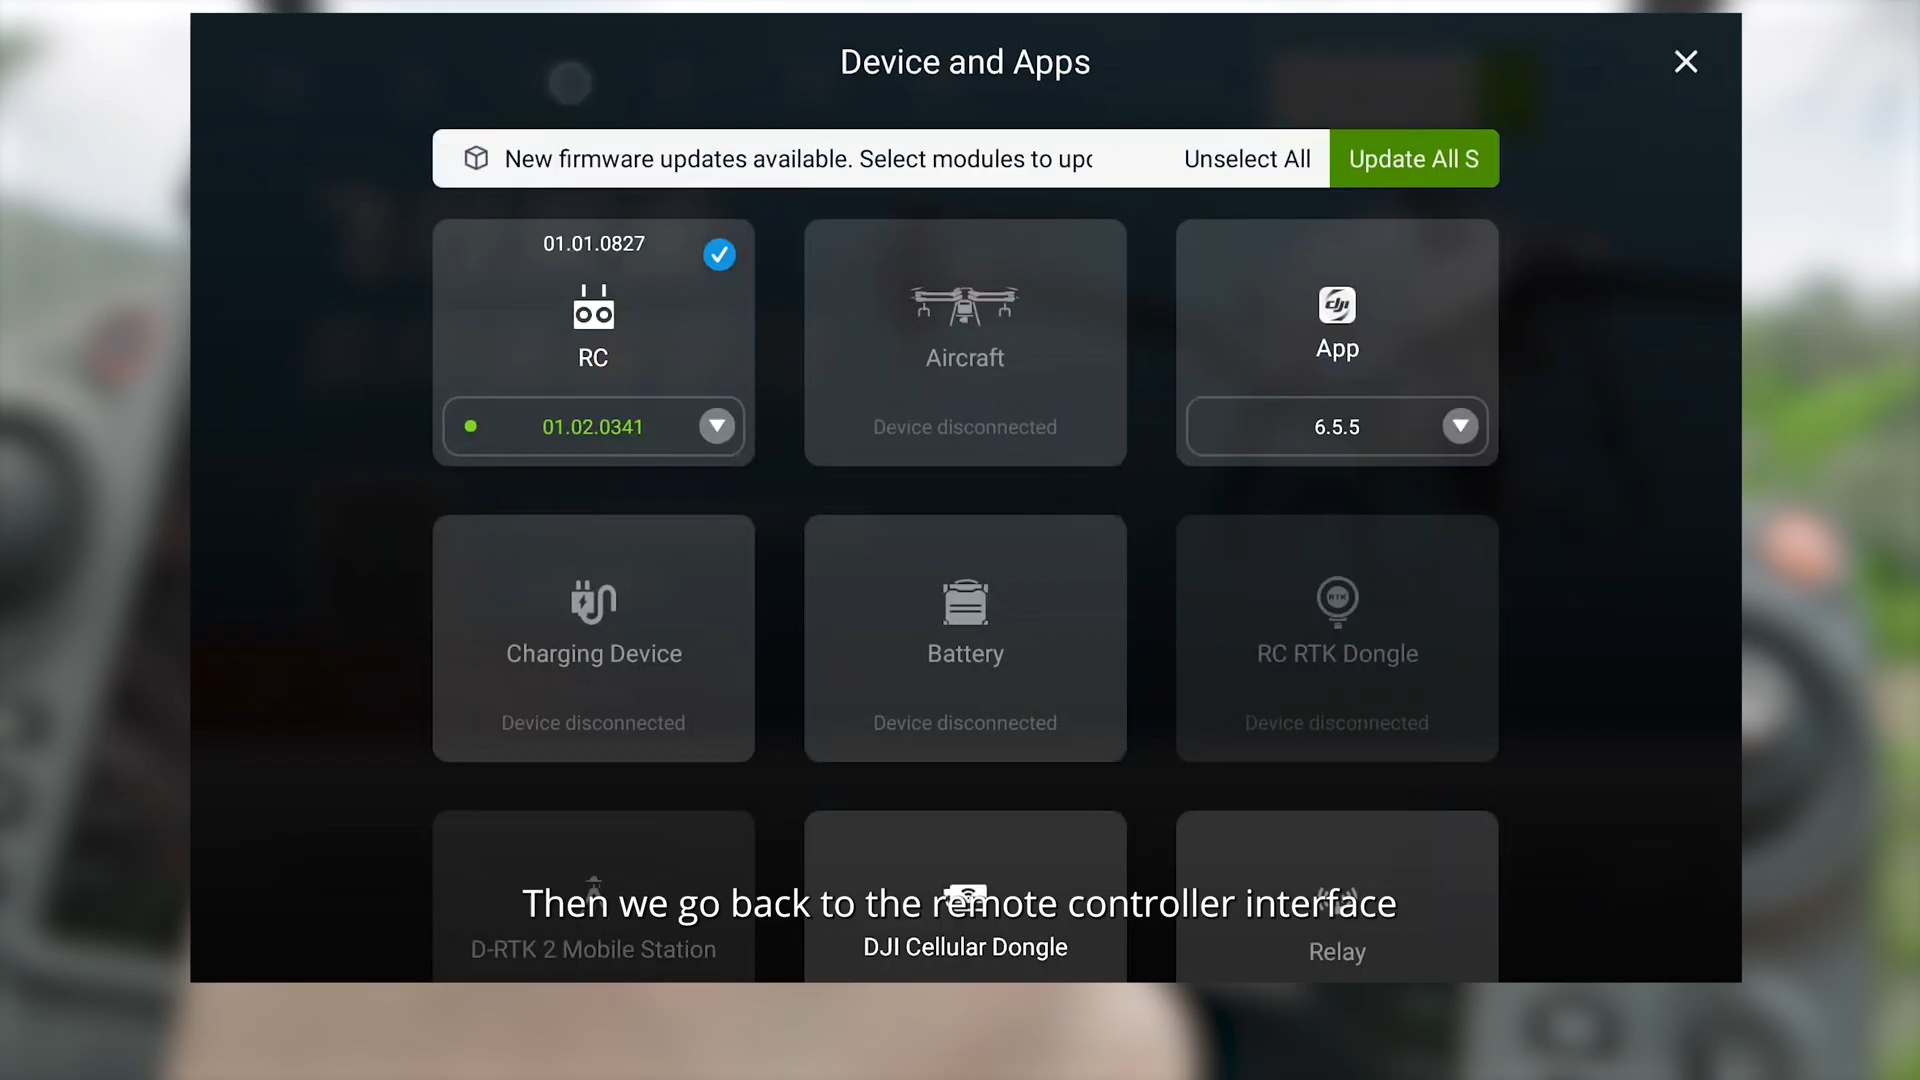 Device and Apps
New firmware updates available. Select modules to upd
Unselect All
Update All S
01.01.0827
RC
01.02.0341
Aircraft
Device disconnected
dji
App
6.5.5
Charging Device
Device disconnected
Battery
Device disconnected
RTK
RC RTK Dongle
Device disconnected
Then we go back to the remote controller interface
D-RTK 2 Mobile Station
DJI Cellular Dongle
Relay